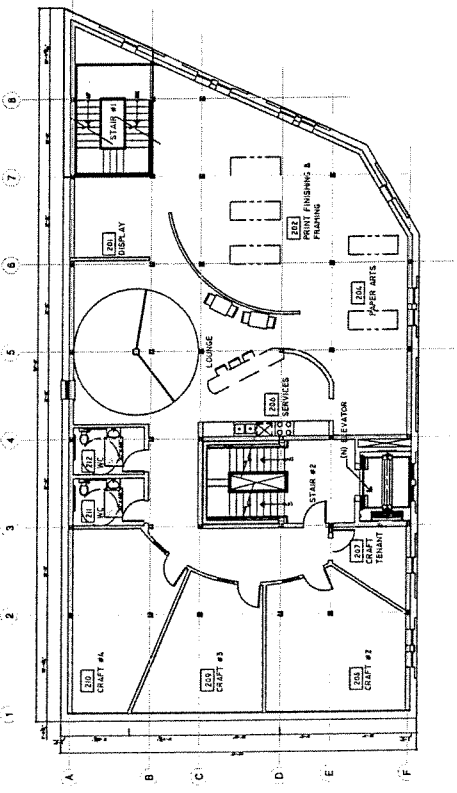 8
7
6
5
4
3
2
1
A
B
C
D
E
F
STAIR #1
201
DISPLAY
202
PRINT FINISHING &
FRAMING
204
PAPER ARTS
LOUNGE
206
SERVICES
(N) ELEVATOR
STAIR #2
212
WC
211
WC
207
CRAFT
TENANT
210
CRAFT #4
209
CRAFT #3
CRAFT #2